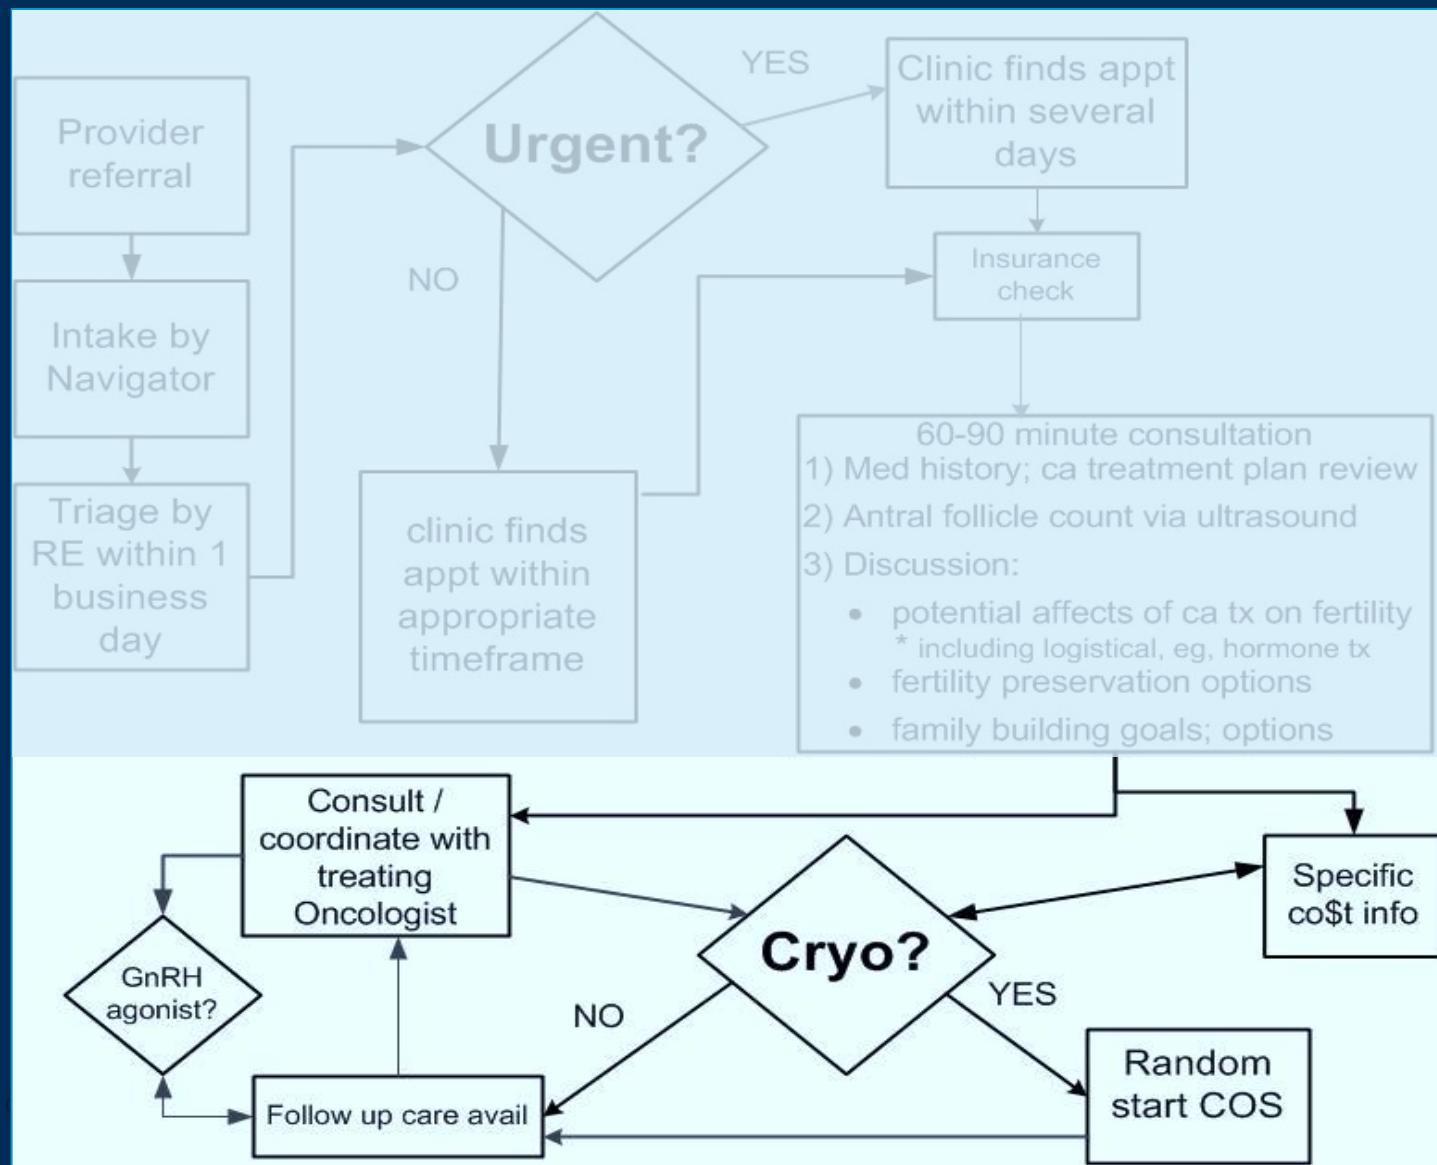 Provider
referral
Intake by
Navigator
Triage by
RE within 1
business
day
Urgent?
YES
NO
Clinic finds appt
within several
days
Insurance
check
clinic finds
appt within
appropriate
timeframe
60-90 minute consultation
1) Med history; ca treatment plan review
2) Antral follicle count via ultrasound
3) Discussion:
• potential affects of ca tx on fertility
* including logistical, eg, hormone tx
• fertility preservation options
• family building goals; options
Consult /
coordinate with
treating
Oncologist
GnRH
agonist?
Cryo?
Specific
co$t info
NO
YES
Follow up care avail
Random
start COS